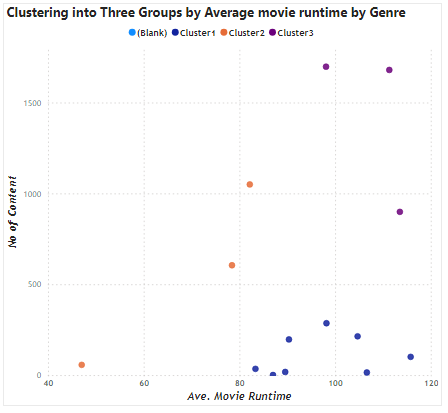 Clustering into Three Groups by Average movie runtime by Genre
(Blank) Cluster1 Cluster2 Cluster3
1500
1000
500
0
No of Content
40 60 80 100 120
Ave. Movie Runtime